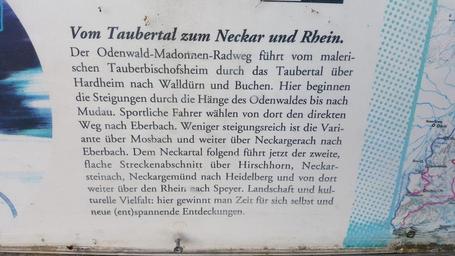 Vom Taubertal zum Neckar und Rhein.
Der Odenwald-Madonnen-Radweg führt vom maleri-
schen Tauberbischofsheim durch das Taubertal über
Hardheim nach Walldürn und Buchen. Hier beginnen
die Steigungen durch die Hänge des Odenwaldes bis nach
Mudau. Sportliche Fahrer wählen von dort den direkten
Weg nach Eberbach. Weniger steigungsreich ist die Vari-
ante über Mosbach und weiter über Neckargerach nach
Eberbach. Dem Neckartal folgend führt jetzt der zweite,
flache Streckenabschnitt über Hirschhorn, Neckar-
steinach, Neckargemünd nach Heidelberg und von dort
weiter über den Rhein nach Speyer. Landschaft und kul-
turelle Vielfalt: hier gewinnt man Zeit für sich selbst und
neue (ent)spannende Entdeckungen.